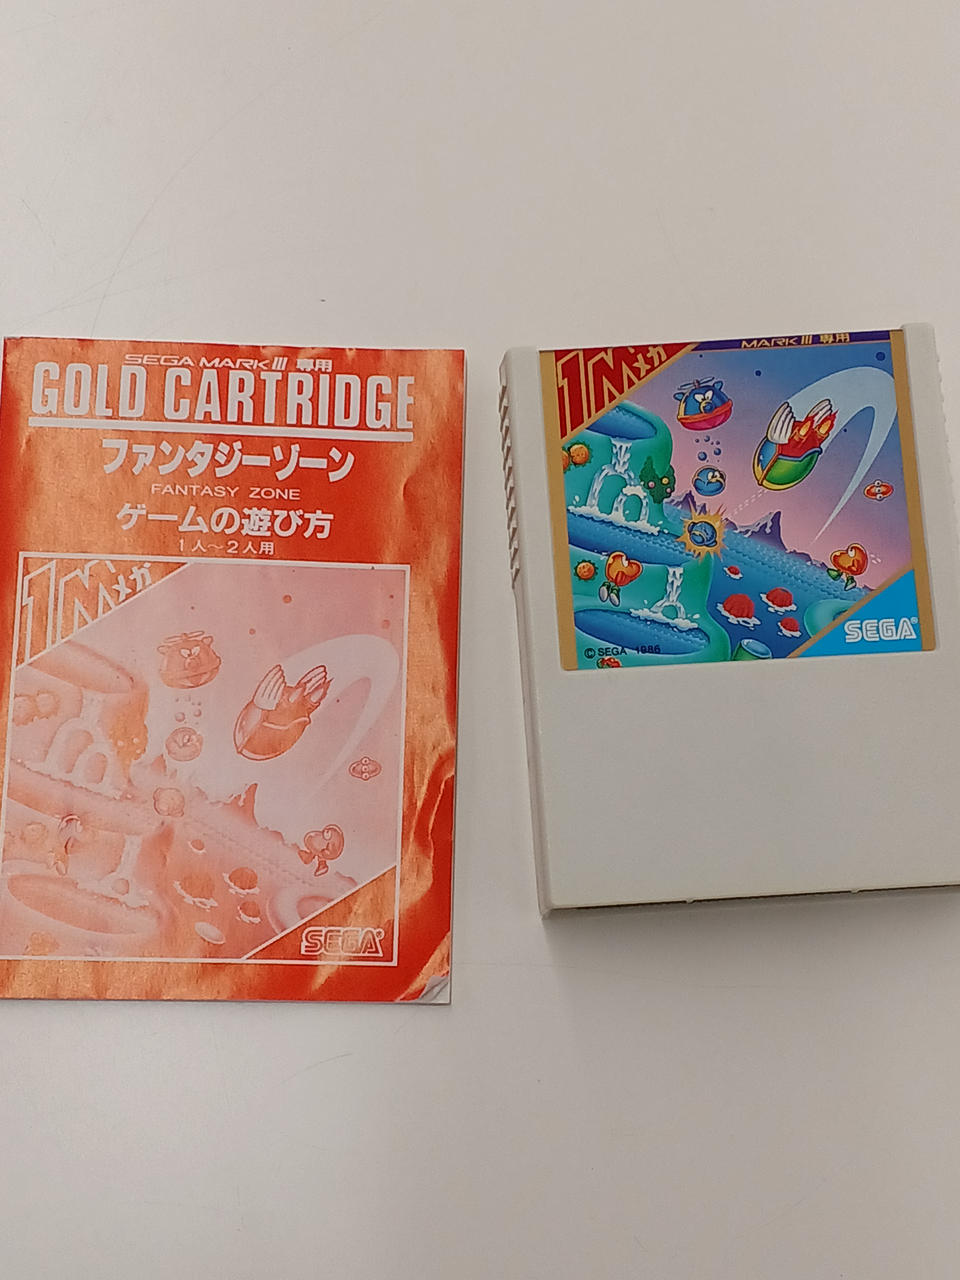 SEGA MARK III 専用
GOLD CARTRIDGE
ファンタジーゾーン
FANTASY ZONE
ゲームの遊び方
1人〜2人用
1Mメガ
SEGA®
MARK III 専用
1Mメガ
SEGA®
© SEGA 1986